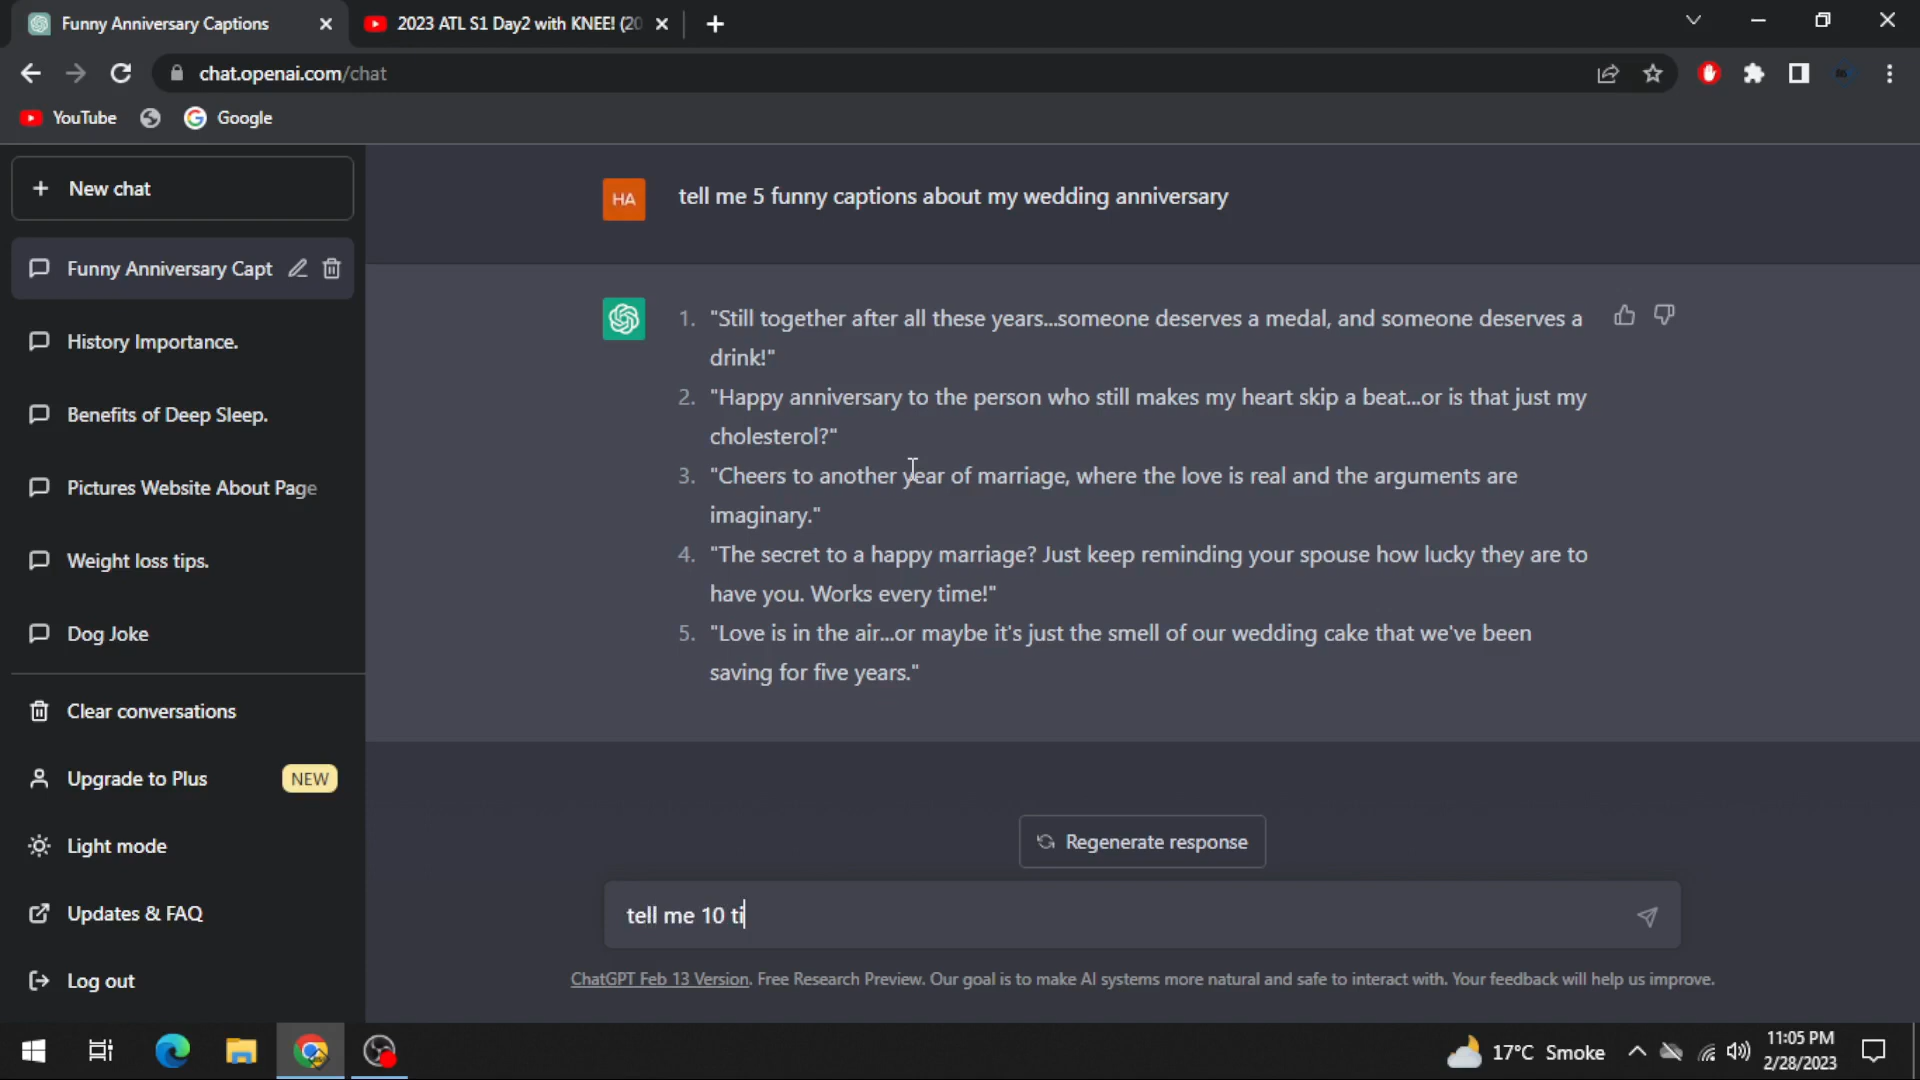 Funny Anniversary Captions
2023 ATL S1 Day2 with KNEE! (20
chat.openai.com/chat
YouTube
Google
New chat
Funny Anniversary Capt
History Importance.
Benefits of Deep Sleep.
Pictures Website About Page
Weight loss tips.
Dog Joke
Clear conversations
Upgrade to Plus NEW
Light mode
Updates & FAQ
Log out
HA tell me 5 funny captions about my wedding anniversary
1. "Still together after all these years...someone deserves a medal, and someone deserves a
drink!"
2. "Happy anniversary to the person who still makes my heart skip a beat...or is that just my
cholesterol?"
3. "Cheers to another year of marriage, where the love is real and the arguments are
imaginary."
4. "The secret to a happy marriage? Just keep reminding your spouse how lucky they are to
have you. Works every time!"
5. "Love is in the air...or maybe it's just the smell of our wedding cake that we've been
saving for five years."
Regenerate response
tell me 10 ti
ChatGPT Feb 13 Version. Free Research Preview. Our goal is to make AI systems more natural and safe to interact with. Your feedback will help us improve.
17°C Smoke
11:05 PM
2/28/2023